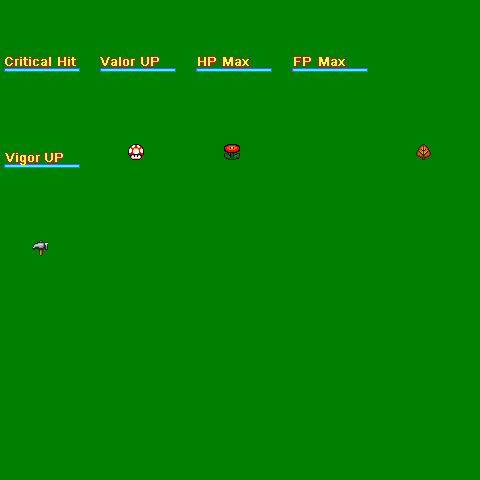 Critical Hit
Valor UP
HP Max
FP Max
Vigor UP